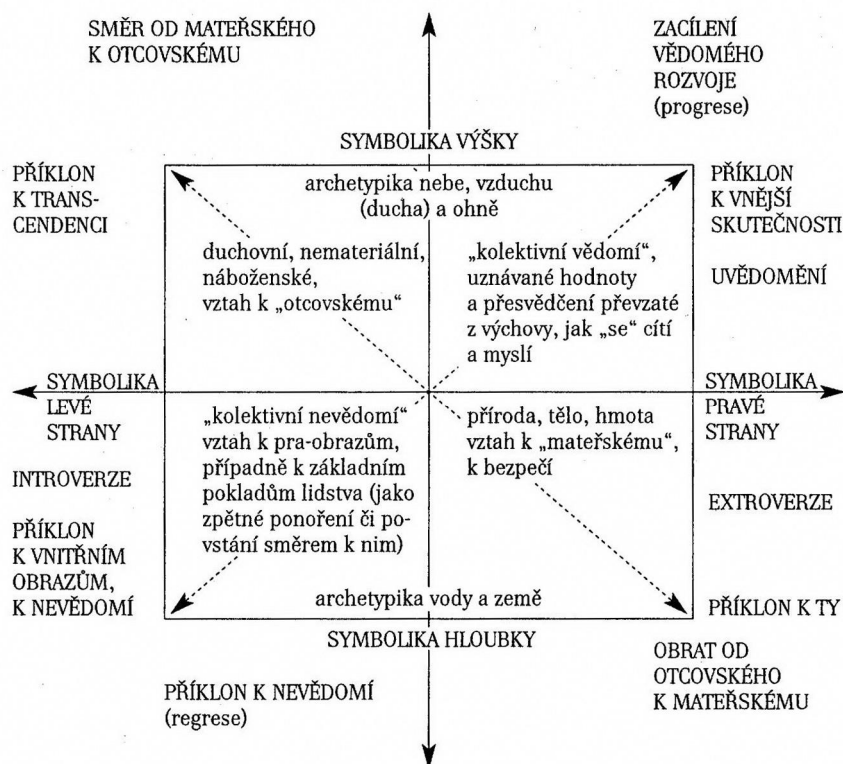 SMĚR OD MATEŘSKÉHO
K OTCOVSKÉMU
ZACÍLENÍ
VĚDOMÉHO
ROZVOJE
(progrese)
SYMBOLIKA VÝŠKY
PŘÍKLON
K TRANS-
CENDENCI
archetypika nebe, vzduchu
(ducha) a ohně
PŘÍKLON
K VNĚJŠÍ
SKUTEČNOSTI
duchovní, nemateriální,
náboženské,
vztah k „otcovskému“
„kolektivní vědomí“,
uznávané hodnoty
a přesvědčení převzaté
z výchovy, jak „se“ cítí
a myslí
UVĚDOMĚNÍ
SYMBOLIKA
LEVÉ
STRANY
SYMBOLIKA
PRAVÉ
STRANY
„kolektivní nevědomí“
vztah k pra-obrazům,
případně k základním
pokladům lidstva (jako
zpětné ponoření či po-
vstání směrem k nim)
příroda, tělo, hmota
vztah k „mateřskému“,
k bezpečí
INTROVERZE
EXTROVERZE
PŘÍKLON
K VNITŘNÍM
OBRAZŮM,
K NEVĚDOMÍ
archetypika vody a země
PŘÍKLON K TY
SYMBOLIKA HLOUBKY
PŘÍKLON K NEVĚDOMÍ
(regrese)
OBRAT OD
OTCOVSKÉHO
K MATEŘSKÉMU